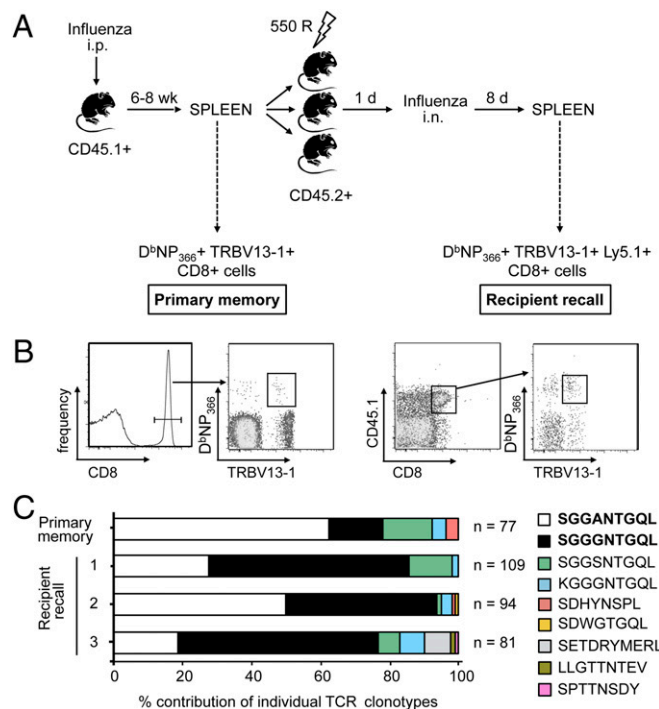 A
Influenza
i.p.
550 R
6-8 wk
SPLEEN
1 d
Influenza
i.n.
8 d
SPLEEN
CD45.1+
CD45.2+
DᵇNP₃₆₆+ TRBV13-1+
CD8+ cells
Primary memory
DᵇNP₃₆₆+ TRBV13-1+ Ly5.1+
CD8+ cells
Recipient recall
B
frequency
CD8
DᵇNP₃₆₆
TRBV13-1
CD45.1
CD8
DᵇNP₃₆₆
TRBV13-1
C
Primary
memory
n = 77
Recipient
recall
1
n = 109
2
n = 94
3
n = 81
0 20 40 60 80 100
% contribution of individual TCR clonotypes
SGGANTGQL
SGGGNTGQL
SGGSNTGQL
KGGGNTGQL
SDHYNSPL
SDWGTGQL
SETDRYMERL
LLGTTNTEV
SPTTNSDY